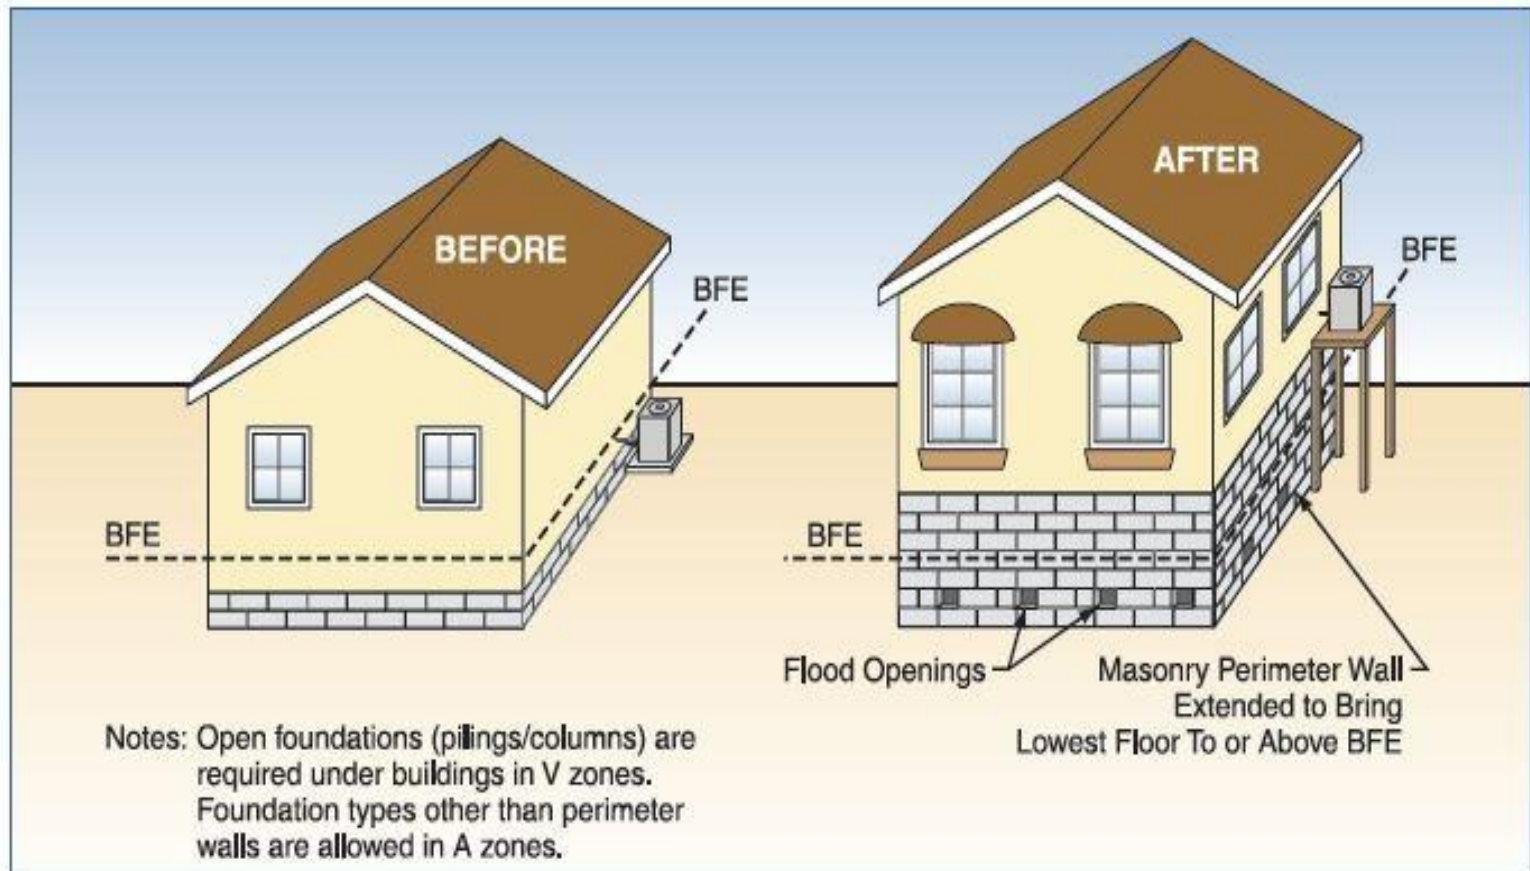 BEFORE
BFE
BFE
Notes: Open foundations (pilings/columns) are
required under buildings in V zones.
Foundation types other than perimeter
walls are allowed in A zones.
AFTER
BFE
BFE
Flood Openings
Masonry Perimeter Wall
Extended to Bring
Lowest Floor To or Above BFE